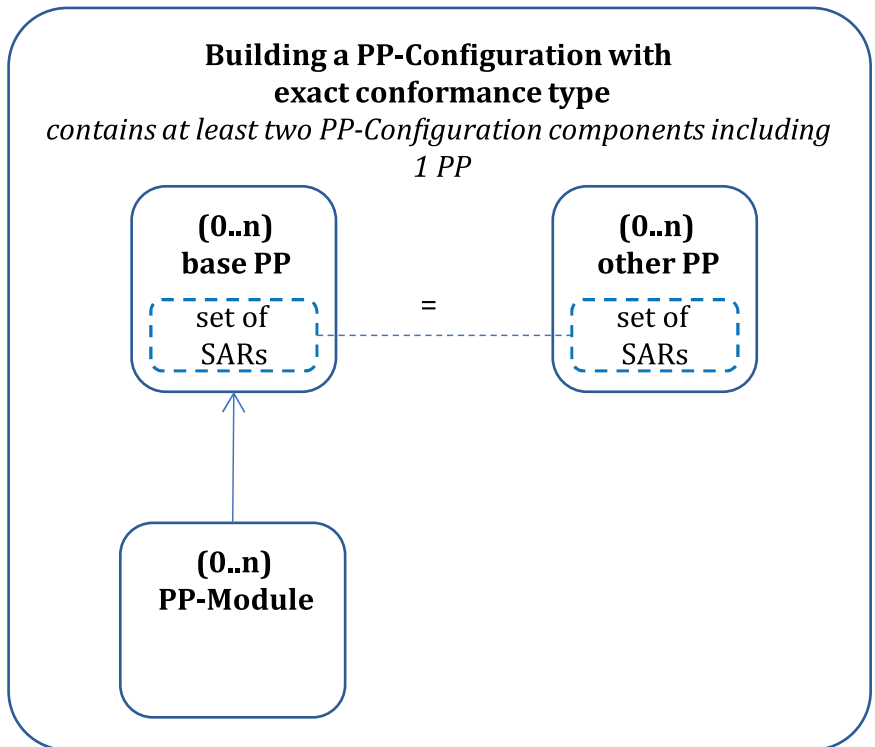 Building a PP-Configuration with
exact conformance type
contains at least two PP-Configuration components including
1 PP
(0..n)
base PP
set of
SARs
=
(0..n)
other PP
set of
SARs
(0..n)
PP-Module